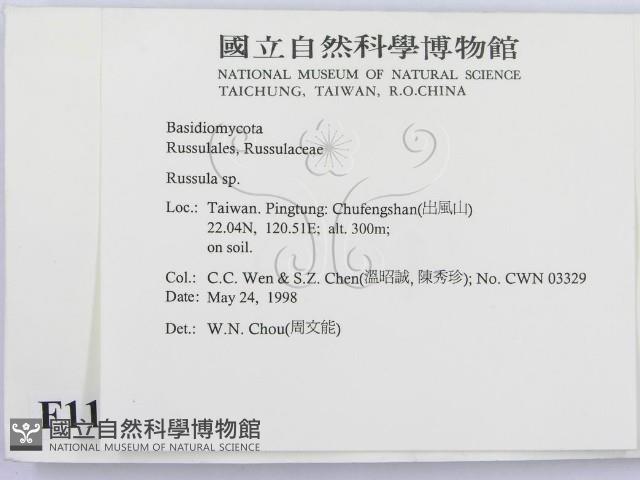 國立自然科學博物館
NATIONAL MUSEUM OF NATURAL SCIENCE
TAICHUNG, TAIWAN, R.O.CHINA
Basidiomycota
Russulales, Russulaceae
Russula sp.
Loc.: Taiwan. Pingtung: Chufengshan(出風山)
22.04N, 120.51E; alt. 300m;
on soil.
Col.: C.C. Wen & S.Z. Chen(溫昭誠, 陳秀珍); No. CWN 03329
Date: May 24, 1998
Det.: W.N. Chou(周文能)
F11
國立自然科學博物館
NATIONAL MUSEUM OF NATURAL SCIENCE